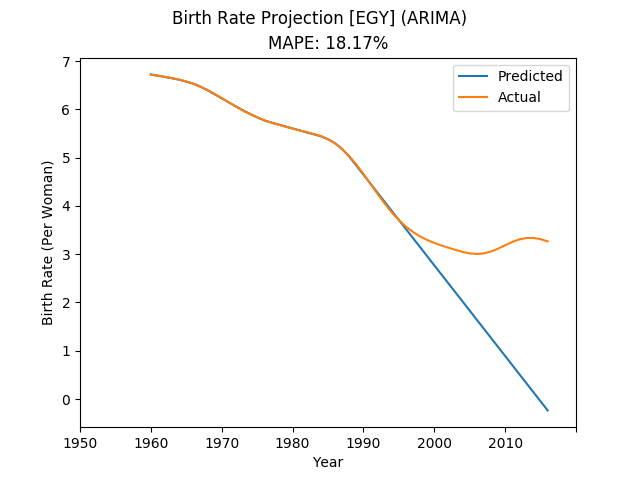 Birth Rate Projection [EGY] (ARIMA)
MAPE: 18.17%
Predicted
Actual
Birth Rate (Per Woman)
7
6
5
4
3
2
1
0
1950 1960 1970 1980 1990 2000 2010
Year